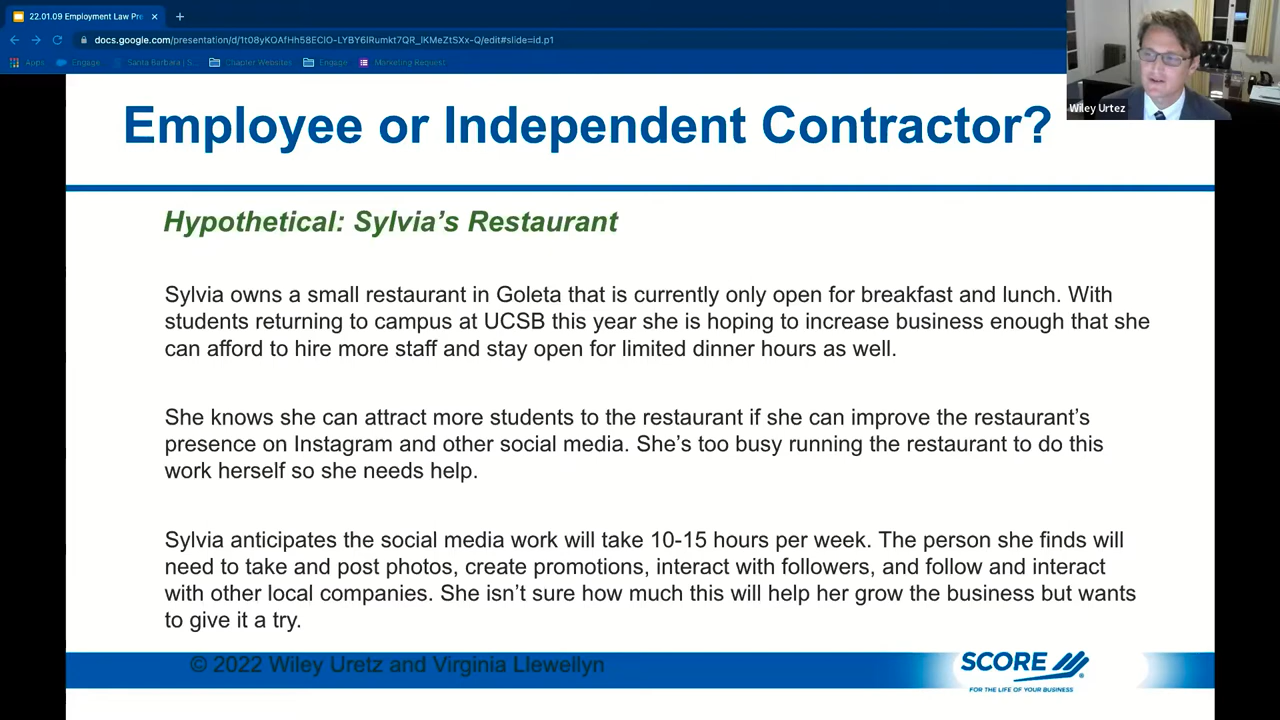 22.01.09 Employment Law Pre
docs.google.com/presentation/d/1t08yKOAfHh58ECIO-LYBY6lRumkt7QR_lKMeZtSXx-Q/edit#slide=id.p1
Apps Engage Santa Barbara | S... Chapter Websites Engage Marketing Request
Wiley Urtez
Employee or Independent Contractor?
Hypothetical: Sylvia's Restaurant
Sylvia owns a small restaurant in Goleta that is currently only open for breakfast and lunch. With
students returning to campus at UCSB this year she is hoping to increase business enough that she
can afford to hire more staff and stay open for limited dinner hours as well.
She knows she can attract more students to the restaurant if she can improve the restaurant's
presence on Instagram and other social media. She's too busy running the restaurant to do this
work herself so she needs help.
Sylvia anticipates the social media work will take 10-15 hours per week. The person she finds will
need to take and post photos, create promotions, interact with followers, and follow and interact
with other local companies. She isn't sure how much this will help her grow the business but wants
to give it a try.
© 2022 Wiley Uretz and Virginia Llewellyn
SCORE
FOR THE LIFE OF YOUR BUSINESS